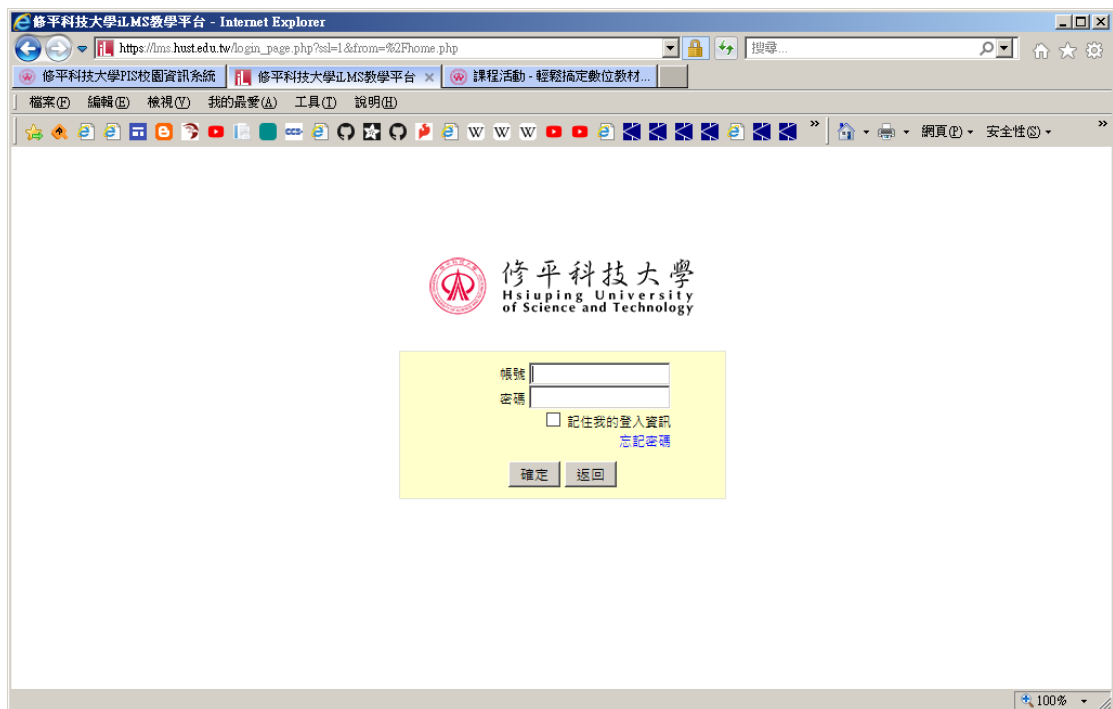 修平科技大學iLMS教學平台 - Internet Explorer
https://lms.hust.edu.tw/login_page.php?ssl=1&from=%2Fhome.php
搜尋...
修平科技大學PIS校園資訊系統
修平科技大學iLMS教學平台
課程活動 - 輕鬆搞定數位教材...
檔案(F) 編輯(E) 檢視(V) 我的最愛(A) 工具(T) 說明(H)
W W W » 網頁(P) 安全性(S) »
修平科技大學
Hsiuping University
of Science and Technology
帳號
密碼
記住我的登入資訊
忘記密碼
確定 返回
100%